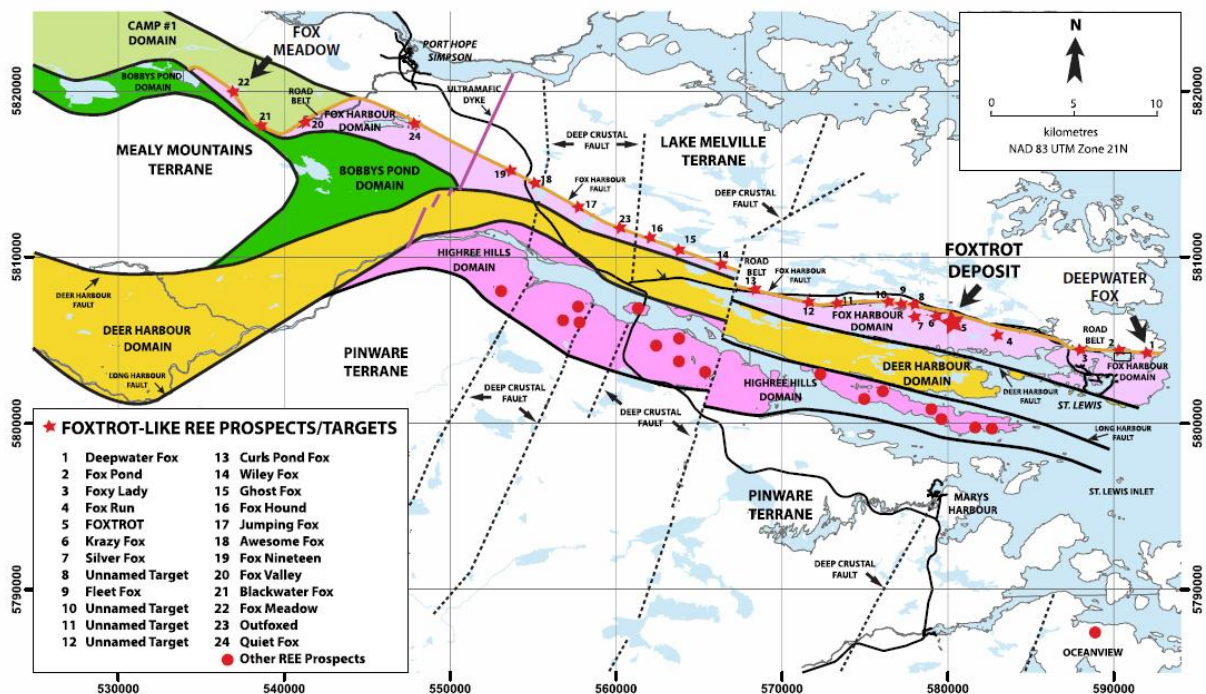 CAMP #1
DOMAIN
FOX
MEADOW
PORT HOPE
SIMPSON
N
0 5 10
kilometres
NAD 83 UTM Zone 21N
BOBBYS POND
DOMAIN
22
ROAD
BELT
ULTRAMAFIC
DYKE
5820000
5820000
21
20
FOX HARBOUR
DOMAIN
24
DEEP CRUSTAL
FAULT
LAKE MELVILLE
TERRANE
MEALY MOUNTAINS
TERRANE
BOBBYS POND
DOMAIN
19
18
FOX HARBOUR
FAULT
17
DEEP CRUSTAL
FAULT
23
16
15
14
5810000
5810000
HIGHREE HILLS
DOMAIN
ROAD
BELT
13
FOX HARBOUR
FAULT
FOXTROT
DEPOSIT
DEEPWATER
FOX
DEER HARBOUR
FAULT
12
11
10
9
8
FOX HARBOUR
DOMAIN
7
6
5
4
ROAD
BELT
3
2
1
FOX HARBOUR
DOMAIN
DEER HARBOUR
DOMAIN
PINWARE
TERRANE
LONG HARBOUR
FAULT
DEEP CRUSTAL
FAULT
DEEP CRUSTAL
FAULT
HIGHREE HILLS
DOMAIN
DEER HARBOUR
DOMAIN
DEER HARBOUR
FAULT
ST. LEWIS
LONG HARBOUR
FAULT
5800000
5800000
ST. LEWIS INLET
PINWARE
TERRANE
MARYS
HARBOUR
DEEP CRUSTAL
FAULT
5790000
5790000
OCEANVIEW
FOXTROT-LIKE REE PROSPECTS/TARGETS
1 Deepwater Fox
2 Fox Pond
3 Foxy Lady
4 Fox Run
5 FOXTROT
6 Krazy Fox
7 Silver Fox
8 Unnamed Target
9 Fleet Fox
10 Unnamed Target
11 Unnamed Target
12 Unnamed Target
13 Curls Pond Fox
14 Wiley Fox
15 Ghost Fox
16 Fox Hound
17 Jumping Fox
18 Awesome Fox
19 Fox Nineteen
20 Fox Valley
21 Blackwater Fox
22 Fox Meadow
23 Outfoxed
24 Quiet Fox
Other REE Prospects
530000 540000 550000 560000 570000 580000 590000